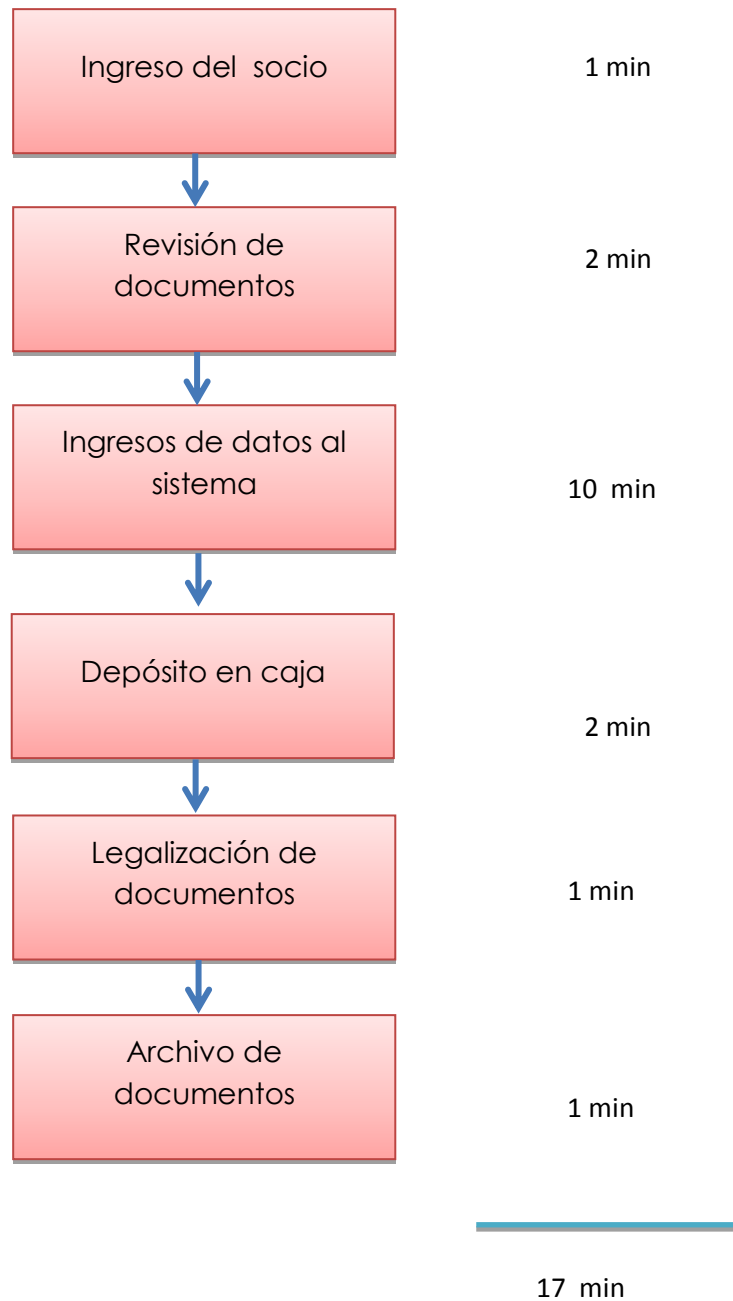 Ingreso del  socio
1 min
Revisión de
documentos
2 min
Ingresos de datos al
sistema
10  min
Depósito en caja
2 min
Legalización de
documentos
1 min
Archivo de
documentos
1 min
17  min